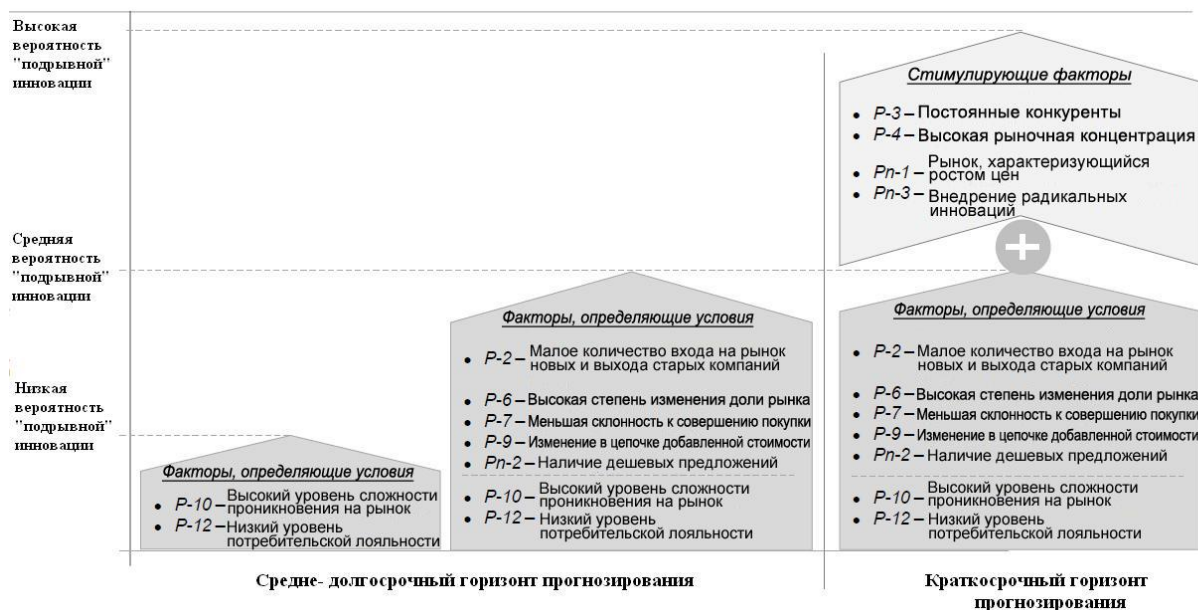 Высокая
вероятность
"подрывной"
инновации
Стимулирующие факторы
• P-3 – Постоянные конкуренты
• P-4 – Высокая рыночная концентрация
• Pn-1 – Рынок, характеризующийся
ростом цен
• Pn-3 – Внедрение радикальных
инноваций
Средняя
вероятность
"подрывной"
инновации
+
Факторы, определяющие условия
• P-2 – Малое количество входа на рынок
новых и выхода старых компаний
• P-6 – Высокая степень изменения доли рынка
• P-7 – Меньшая склонность к совершению покупки
• P-9 – Изменение в цепочке добавленной стоимости
• Pn-2 – Наличие дешевых предложений
• P-10 – Высокий уровень сложности
проникновения на рынок
• P-12 – Низкий уровень
потребительской лояльности
Факторы, определяющие условия
• P-2 – Малое количество входа на рынок
новых и выхода старых компаний
• P-6 – Высокая степень изменения доли рынка
• P-7 – Меньшая склонность к совершению покупки
• P-9 – Изменение в цепочке добавленной стоимости
• Pn-2 – Наличие дешевых предложений
• P-10 – Высокий уровень сложности
проникновения на рынок
• P-12 – Низкий уровень
потребительской лояльности
Низкая
вероятность
"подрывной"
инновации
Факторы, определяющие условия
• P-10 – Высокий уровень сложности
проникновения на рынок
• P-12 – Низкий уровень
потребительской лояльности
Средне- долгосрочный горизонт прогнозирования
Краткосрочный горизонт
прогнозирования